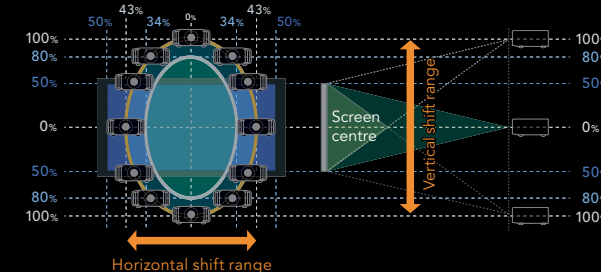 43% 43%
50% 34% 0% 34% 50%
100% 100
80% 80
50% 50
Screen
centre
Vertical shift range
0% 0%
50% 50
80% 80
100% 100
Horizontal shift range